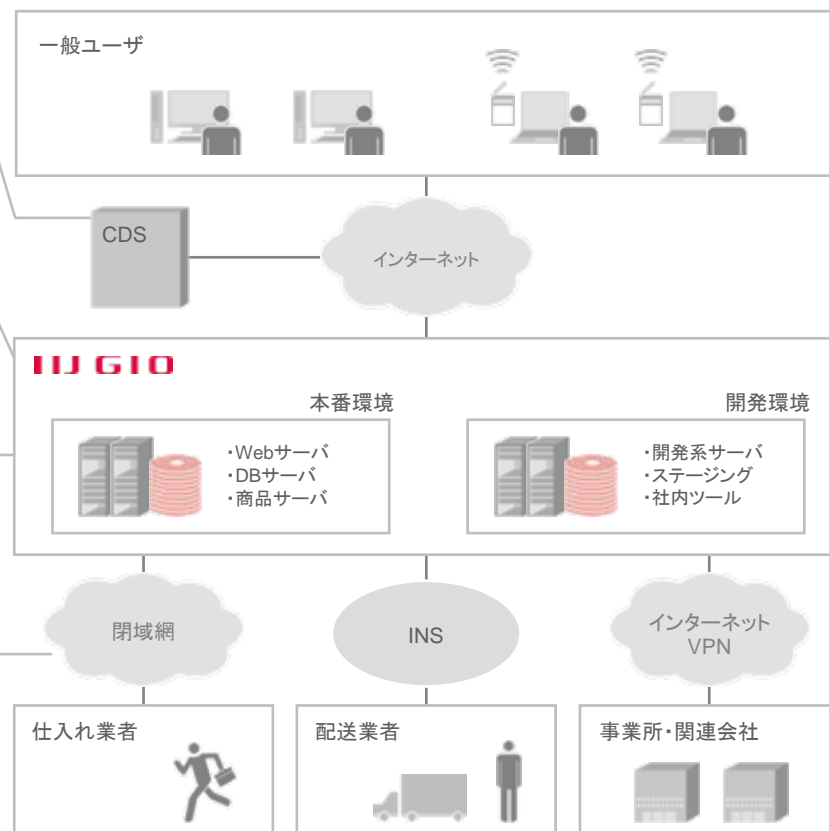 一般ユーザ
CDS
インターネット
IIJ GIO
本番環境
・Webサーバ
・DBサーバ
・商品サーバ
開発環境
・開発系サーバ
・ステージング
・社内ツール
閉域網
INS
インターネット
VPN
仕入れ業者
配送業者
事業所・関連会社